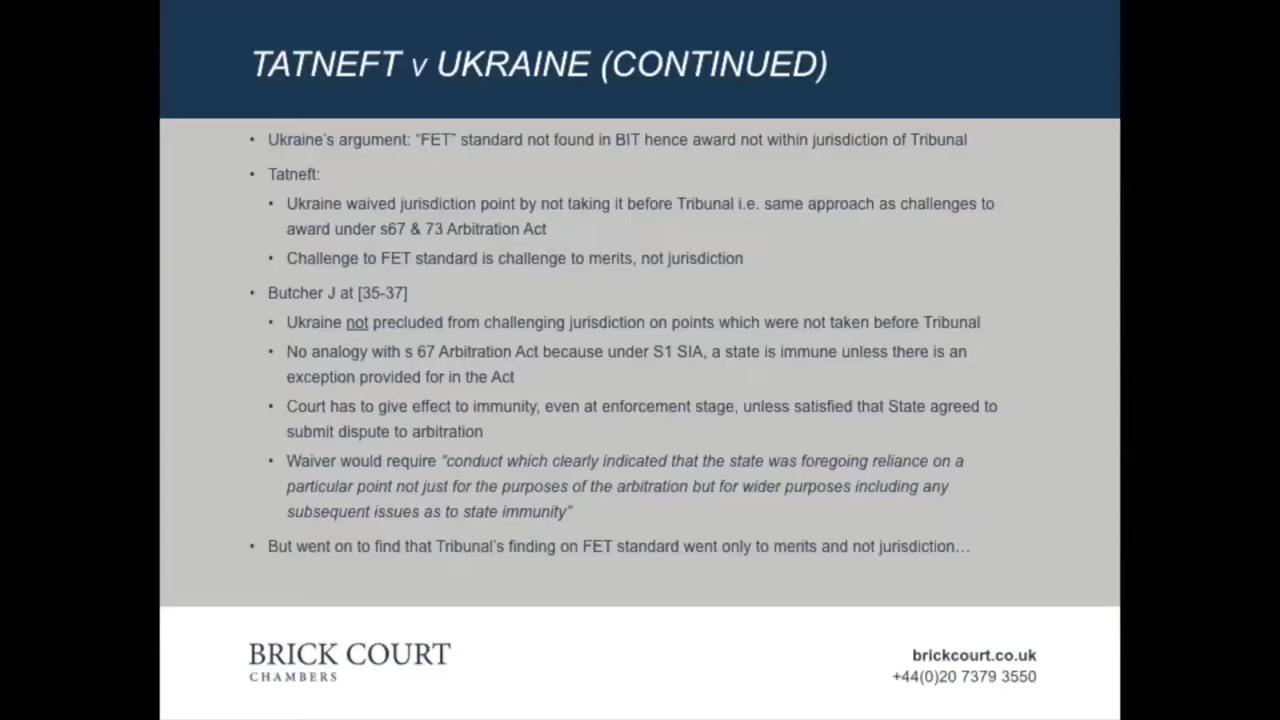 TATNEFT v UKRAINE (CONTINUED)
• Ukraine's argument: “FET” standard not found in BIT hence award not within jurisdiction of Tribunal
• Tatneft:
• Ukraine waived jurisdiction point by not taking it before Tribunal i.e. same approach as challenges to
award under s67 & 73 Arbitration Act
• Challenge to FET standard is challenge to merits, not jurisdiction
• Butcher J at [35-37]
• Ukraine not precluded from challenging jurisdiction on points which were not taken before Tribunal
• No analogy with s 67 Arbitration Act because under S1 SIA, a state is immune unless there is an
exception provided for in the Act
• Court has to give effect to immunity, even at enforcement stage, unless satisfied that State agreed to
submit dispute to arbitration
• Waiver would require “conduct which clearly indicated that the state was foregoing reliance on a
particular point not just for the purposes of the arbitration but for wider purposes including any
subsequent issues as to state immunity”
• But went on to find that Tribunal's finding on FET standard went only to merits and not jurisdiction…
BRICK COURT
CHAMBERS
brickcourt.co.uk
+44(0)20 7379 3550